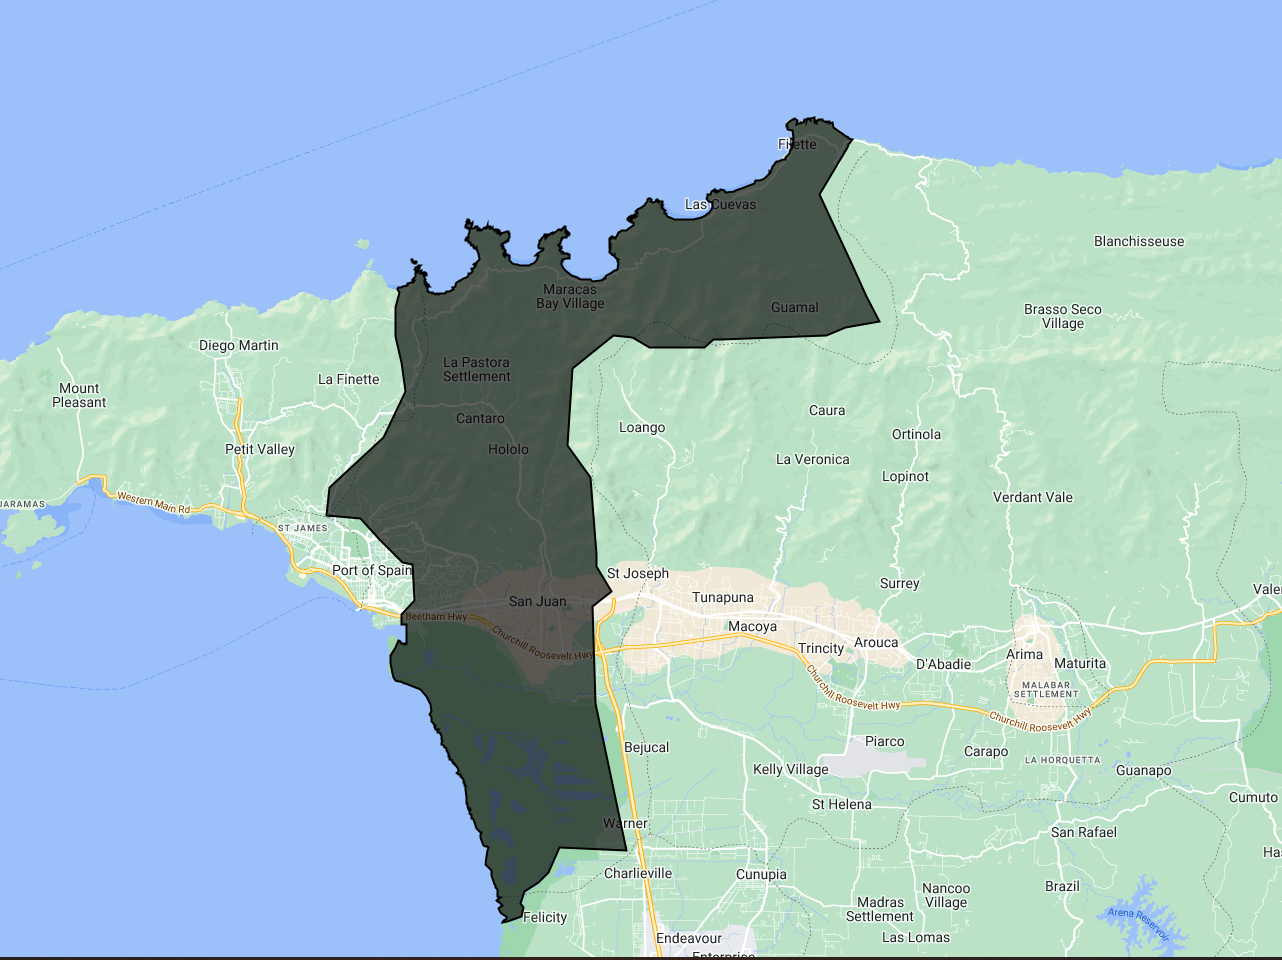 Filette
Las Cuevas
Blanchisseuse
Maracas
Bay Village
Guamal
Brasso Seco
Village
Diego Martin
La Pastora
Settlement
La Finette
Mount
Pleasant
Cantaro
Caura
Loango
Ortinola
Petit Valley
Hololo
La Veronica
Lopinot
Verdant Vale
Western Main Rd
JARAMAS
ST JAMES
Port of Spain
St Joseph
Surrey
Valen
San Juan
Tunapuna
Beetham Hwy
Macoya
Churchill Roosevelt Hwy
Trincity
Arouca
Arima
D'Abadie
Maturita
MALABAR
SETTLEMENT
Churchill Roosevelt Hwy
Churchill Roosevelt Hwy
Bejucal
Piarco
Carapo
LA HORQUETTA
Kelly Village
Guanapo
St Helena
Cumuto
Warner
San Rafael
Has
Charlieville
Cunupia
Nancoo
Village
Brazil
Madras
Settlement
Felicity
Arena Reservoir
Endeavour
Las Lomas
Enterprise